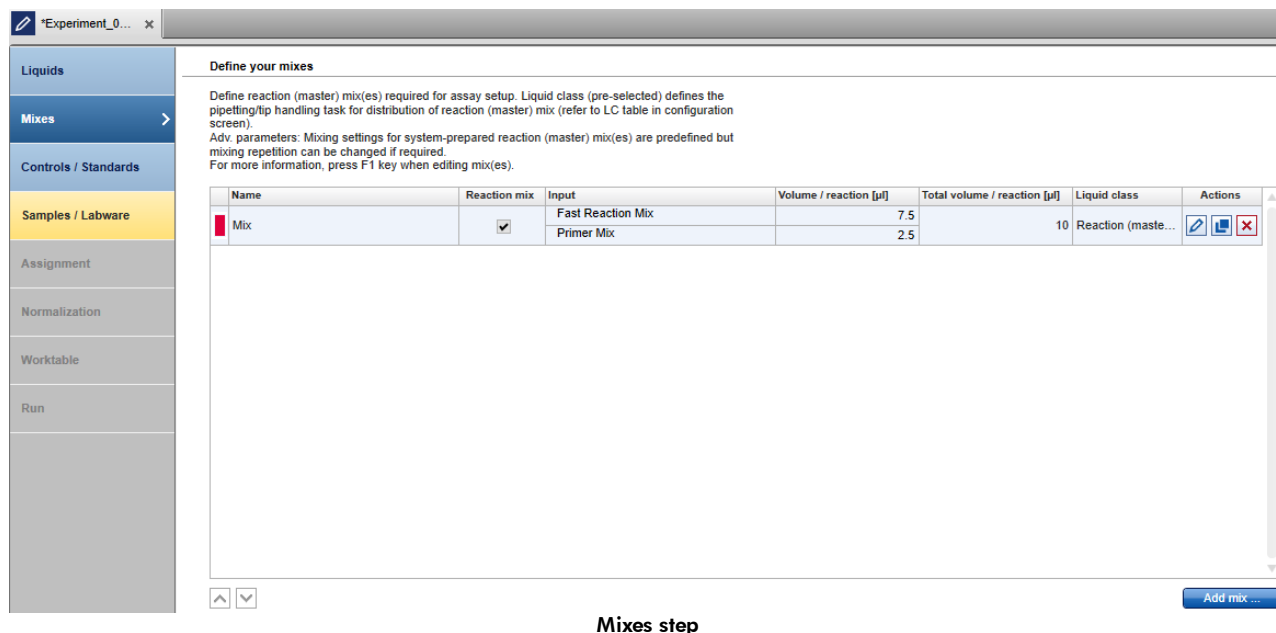 *Experiment_0...
Liquids
Mixes
Controls / Standards
Samples / Labware
Assignment
Normalization
Worktable
Run
Define your mixes
Define reaction (master) mix(es) required for assay setup. Liquid class (pre-selected) defines the
pipetting/tip handling task for distribution of reaction (master) mix (refer to LC table in configuration
screen).
Adv. parameters: Mixing settings for system-prepared reaction (master) mix(es) are predefined but
mixing repetition can be changed if required.
For more information, press F1 key when editing mix(es).
Name Reaction mix Input Volume / reaction [µl] Total volume / reaction [µl] Liquid class Actions
Mix Fast Reaction Mix 7.5 10 Reaction (maste...
Primer Mix 2.5
Add mix ...
Mixes step